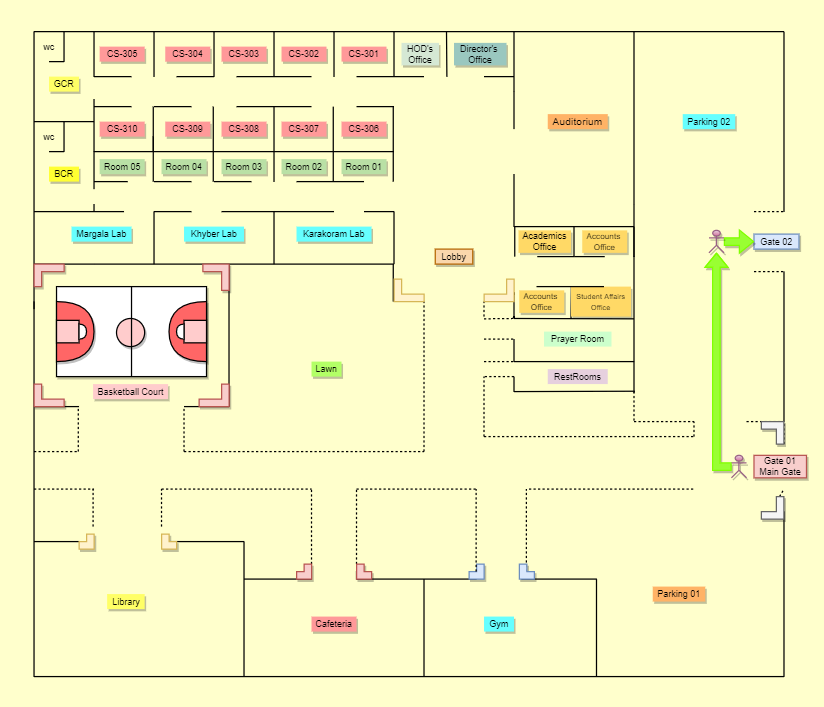 wc
CS-305
CS-304
CS-303
CS-302
CS-301
HOD's
Office
Director's
Office
GCR
CS-310
CS-309
CS-308
CS-307
CS-306
Auditorium
Parking 02
wc
BCR
Room 05
Room 04
Room 03
Room 02
Room 01
Margala Lab
Khyber Lab
Karakoram Lab
Academics
Office
Accounts
Office
Gate 02
Lobby
Accounts
Office
Student Affairs
Office
Prayer Room
Lawn
RestRooms
Basketball Court
Gate 01
Main Gate
Library
Parking 01
Cafeteria
Gym